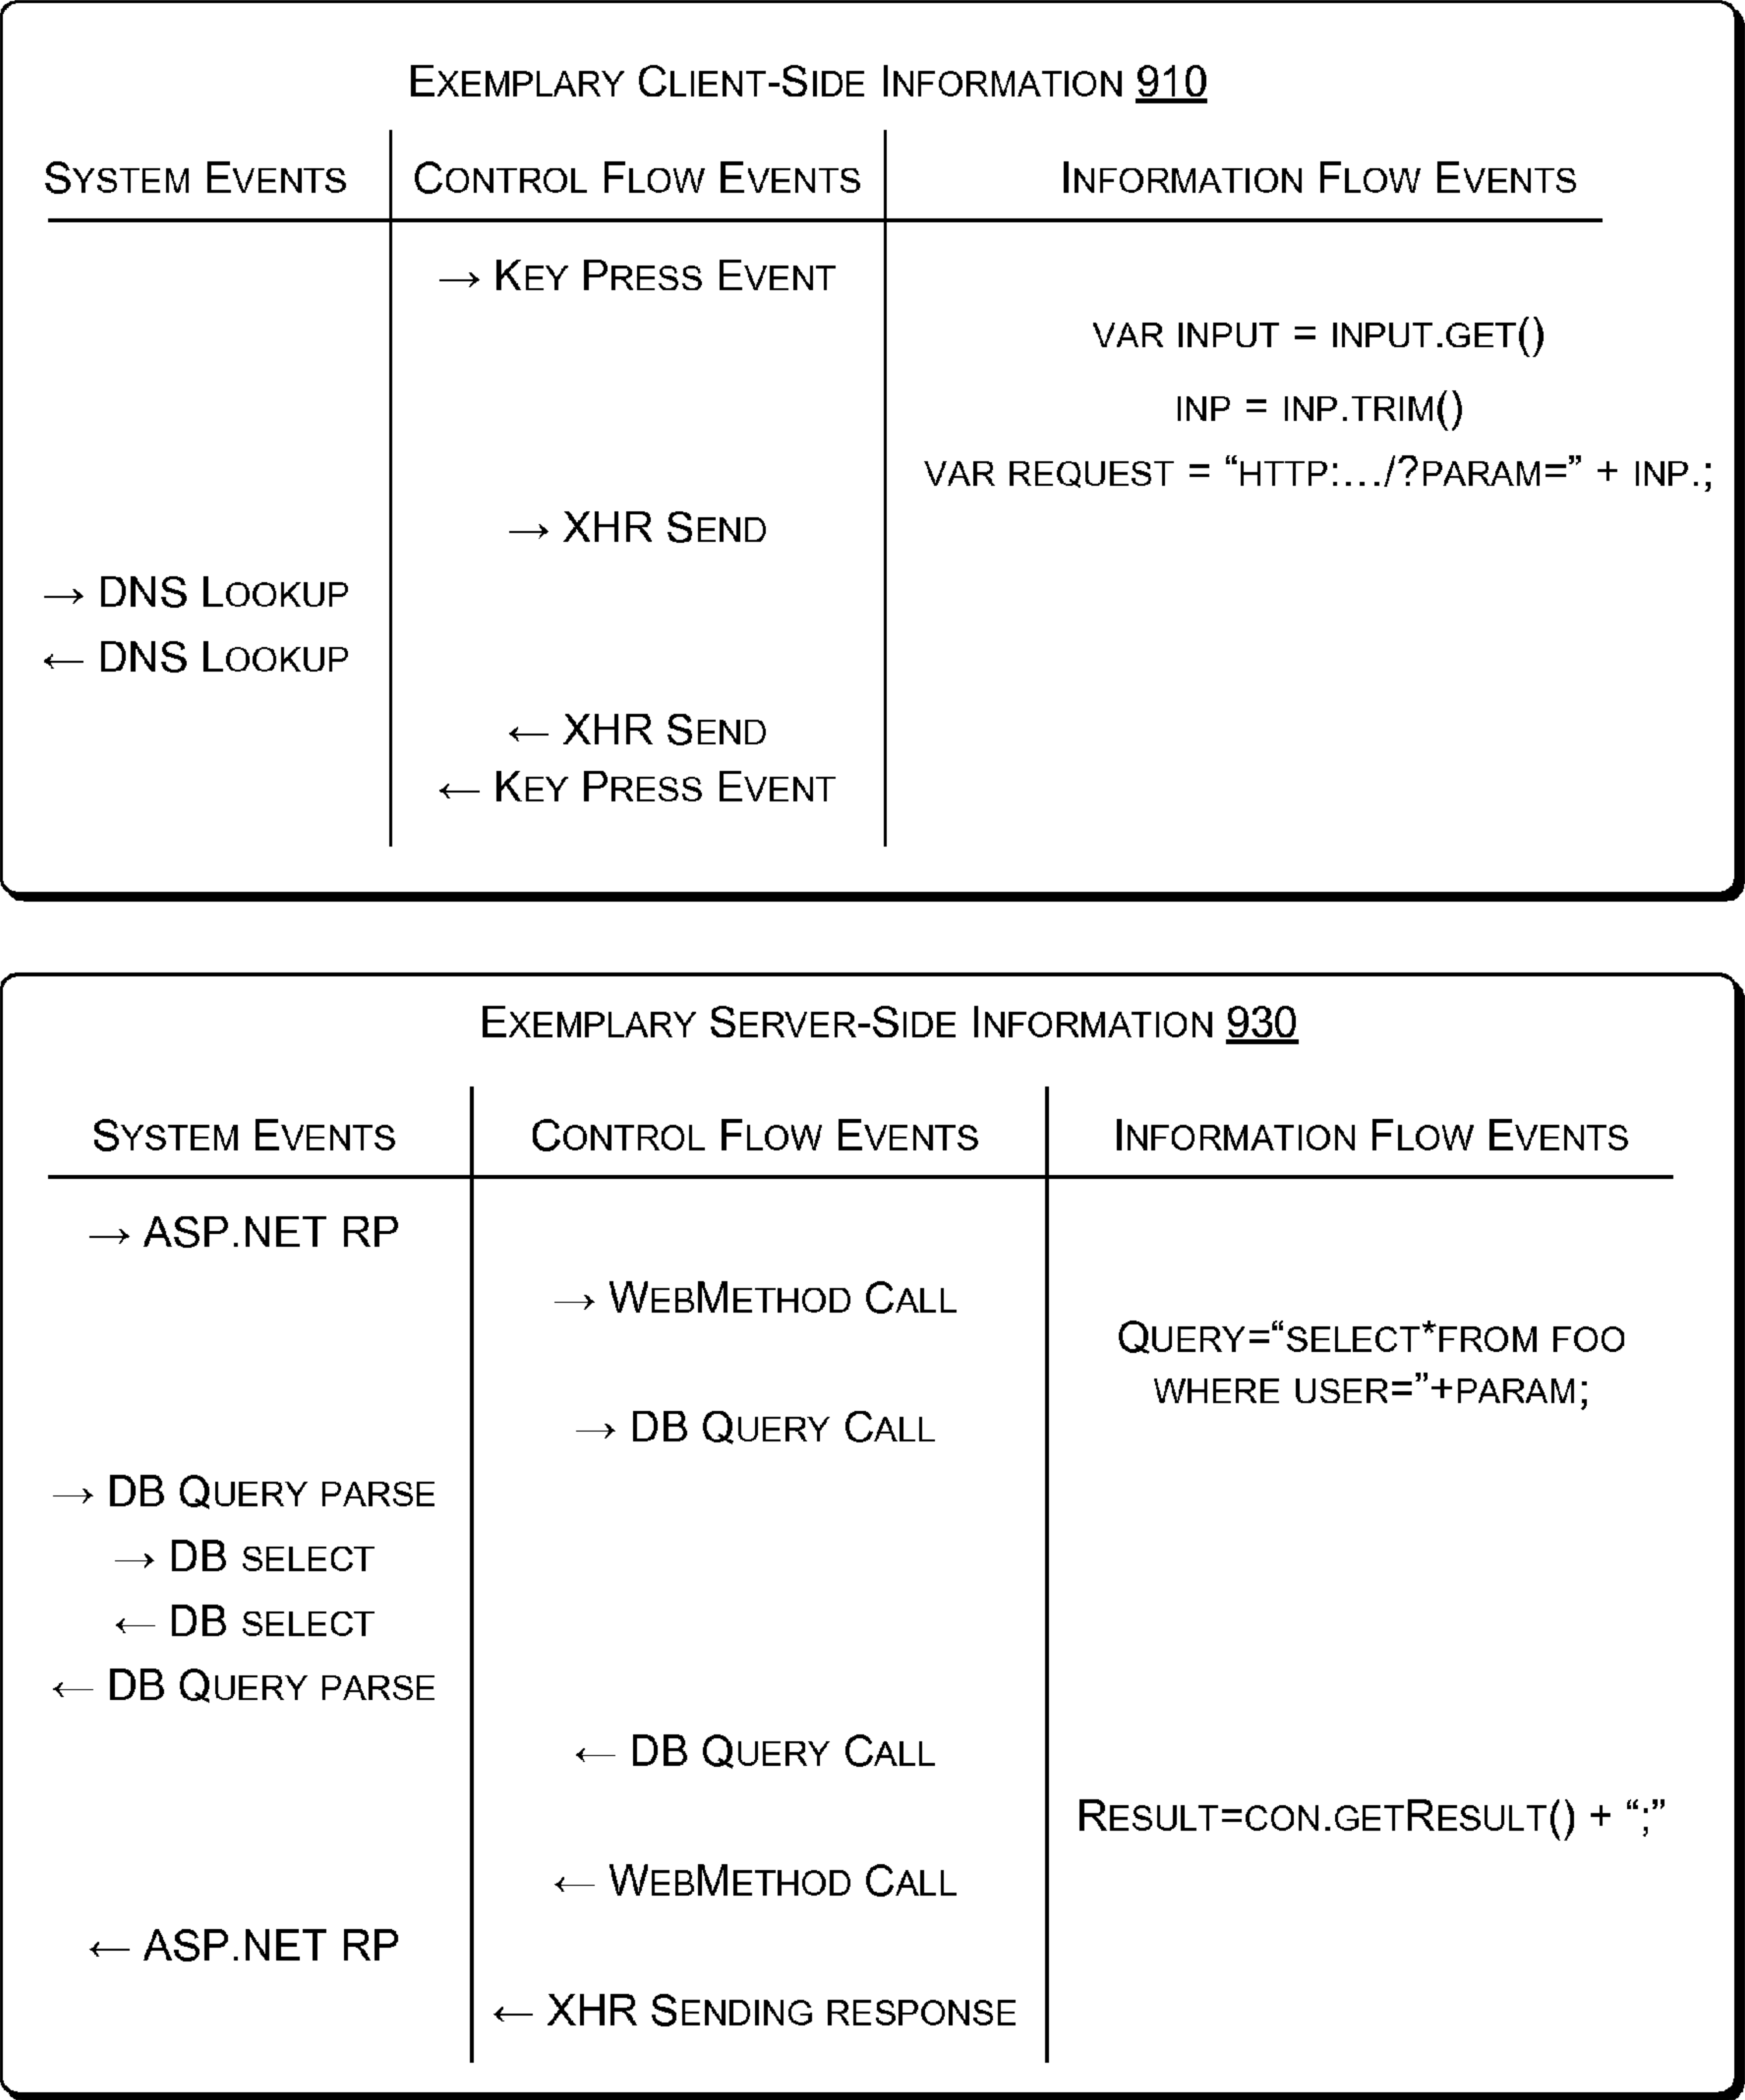 Exemplary Client-Side Information 910
System Events Control Flow Events Information Flow Events
→ Key Press Event
var input = input.get()
inp = inp.trim()
var request = “http:.../?param=” + inp.;
→ XHR Send
→ DNS Lookup
← DNS Lookup
← XHR Send
← Key Press Event
Exemplary Server-Side Information 930
System Events Control Flow Events Information Flow Events
→ ASP.NET RP
→ WebMethod Call
Query=“select*from foo
where user=”+param;
→ DB Query Call
→ DB Query parse
→ DB select
← DB select
← DB Query parse
← DB Query Call
Result=con.getResult() + “;”
← WebMethod Call
← ASP.NET RP
← XHR Sending response